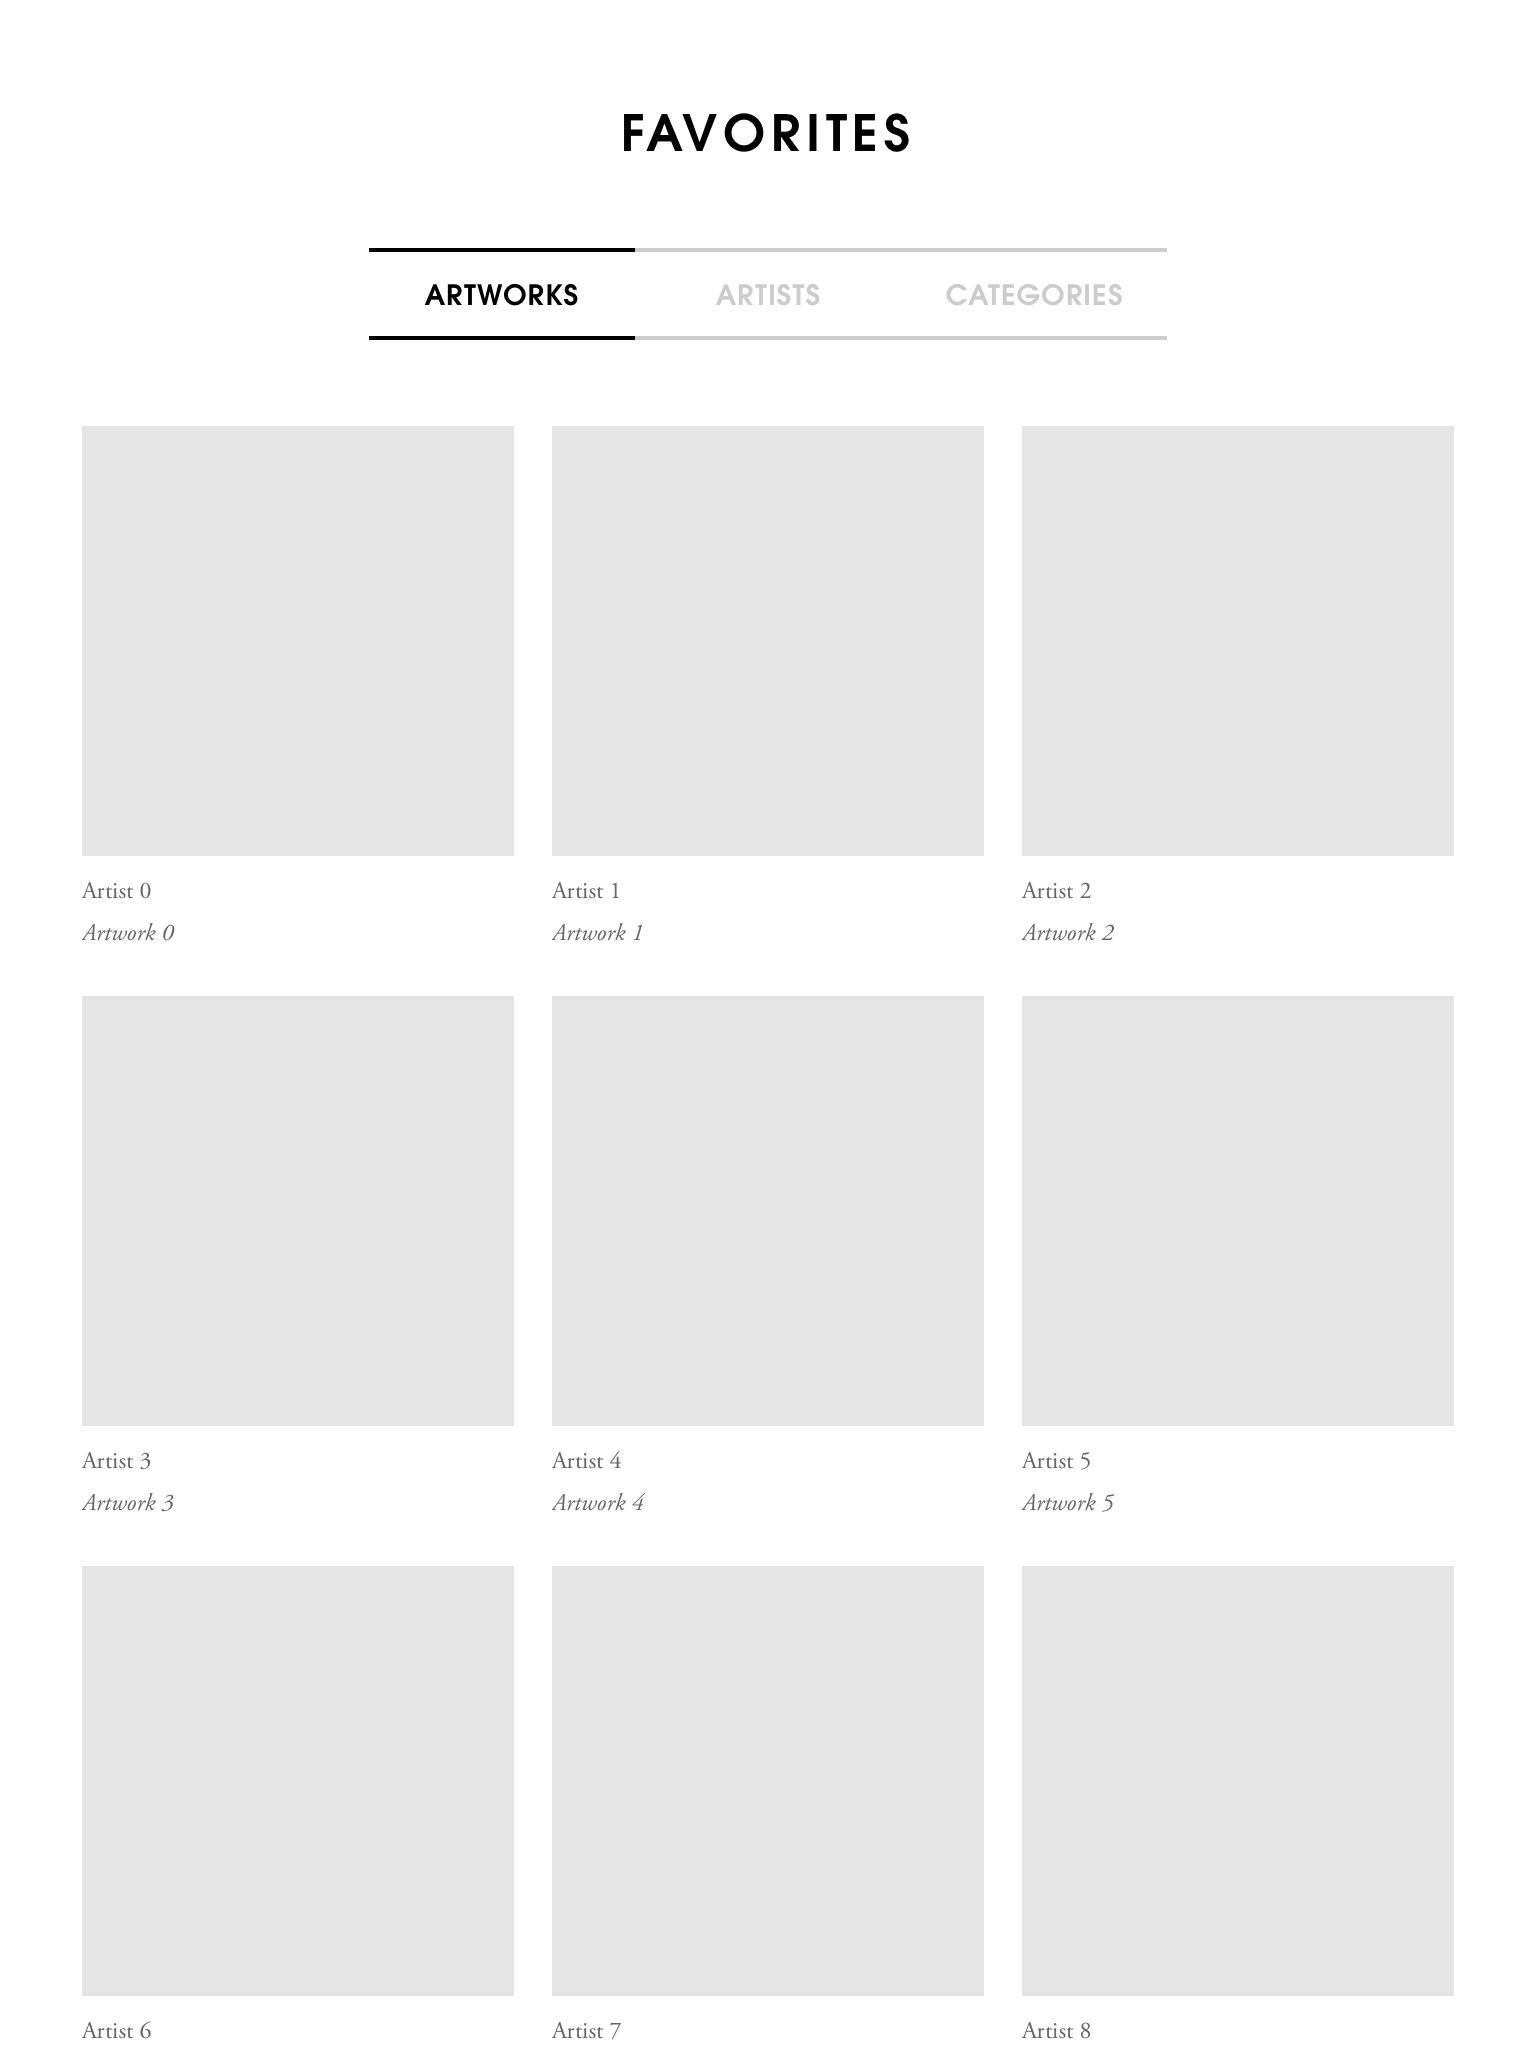 FAVORITES
ARTWORKS ARTISTS CATEGORIES
Artist 0 Artist 1 Artist 2
Artwork 0 Artwork 1 Artwork 2
Artist 3 Artist 4 Artist 5
Artwork 3 Artwork 4 Artwork 5
Artist 6 Artist 7 Artist 8